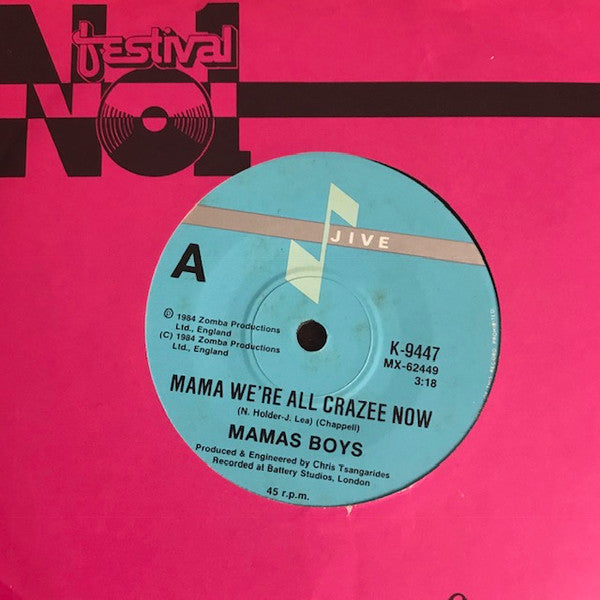 festival
No1
JIVE
A
℗ 1984 Zomba Productions
Ltd., England
(C) 1984 Zomba Productions
Ltd., England
K-9447
MX-62449
3:18
MAMA WE'RE ALL CRAZEE NOW
(N. Holder-J. Lea) (Chappell)
MAMAS BOYS
Produced & Engineered by Chris Tsangarides
Recorded at Battery Studios, London
45 r.p.m.